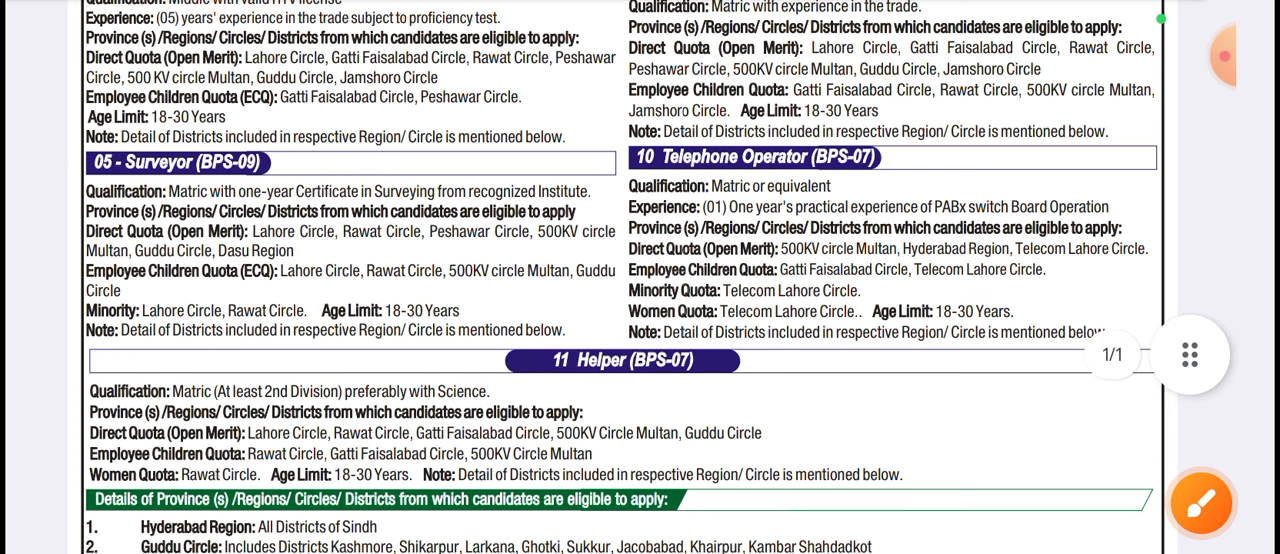 Experience: (05) years' experience in the trade subject to proficiency test.
Province (s) /Regions/ Circles/ Districts from which candidates are eligible to apply:
Direct Quota (Open Merit): Lahore Circle, Gatti Faisalabad Circle, Rawat Circle, Peshawar
Circle, 500 KV circle Multan, Guddu Circle, Jamshoro Circle
Employee Children Quota (ECQ): Gatti Faisalabad Circle, Peshawar Circle.
Age Limit: 18-30 Years
Note: Detail of Districts included in respective Region/ Circle is mentioned below.
05 - Surveyor (BPS-09)
Qualification: Matric with one-year Certificate in Surveying from recognized Institute.
Province (s) /Regions/ Circles/ Districts from which candidates are eligible to apply
Direct Quota (Open Merit): Lahore Circle, Rawat Circle, Peshawar Circle, 500KV circle
Multan, Guddu Circle, Dasu Region
Employee Children Quota (ECQ): Lahore Circle, Rawat Circle, 500KV circle Multan, Guddu
Circle
Minority: Lahore Circle, Rawat Circle. Age Limit: 18-30 Years
Note: Detail of Districts included in respective Region/ Circle is mentioned below.
Qualification: Matric with experience in the trade.
Province (s) /Regions/ Circles/ Districts from which candidates are eligible to apply:
Direct Quota (Open Merit): Lahore Circle, Gatti Faisalabad Circle, Rawat Circle,
Peshawar Circle, 500KV circle Multan, Guddu Circle, Jamshoro Circle
Employee Children Quota: Gatti Faisalabad Circle, Rawat Circle, 500KV circle Multan,
Jamshoro Circle. Age Limit: 18-30 Years
Note: Detail of Districts included in respective Region/ Circle is mentioned below.
10 Telephone Operator (BPS-07)
Qualification: Matric or equivalent
Experience: (01) One year's practical experience of PABx switch Board Operation
Province (s) /Regions/ Circles/ Districts from which candidates are eligible to apply:
Direct Quota (Open Merit): 500KV circle Multan, Hyderabad Region, Telecom Lahore Circle.
Employee Children Quota: Gatti Faisalabad Circle, Telecom Lahore Circle.
Minority Quota: Telecom Lahore Circle.
Women Quota: Telecom Lahore Circle.. Age Limit: 18-30 Years.
Note: Detail of Districts included in respective Region/ Circle is mentioned below
1/1
11 Helper (BPS-07)
Qualification: Matric (At least 2nd Division) preferably with Science.
Province (s) /Regions/ Circles/ Districts from which candidates are eligible to apply:
Direct Quota (Open Merit): Lahore Circle, Rawat Circle, Gatti Faisalabad Circle, 500KV Circle Multan, Guddu Circle
Employee Children Quota: Rawat Circle, Gatti Faisalabad Circle, 500KV Circle Multan
Women Quota: Rawat Circle. Age Limit: 18-30 Years. Note: Detail of Districts included in respective Region/ Circle is mentioned below.
Details of Province (s) /Regions/ Circles/ Districts from which candidates are eligible to apply:
1. Hyderabad Region: All Districts of Sindh
2. Guddu Circle: Includes Districts Kashmore, Shikarpur, Larkana, Ghotki, Sukkur, Jacobabad, Khairpur, Kambar Shahdadkot